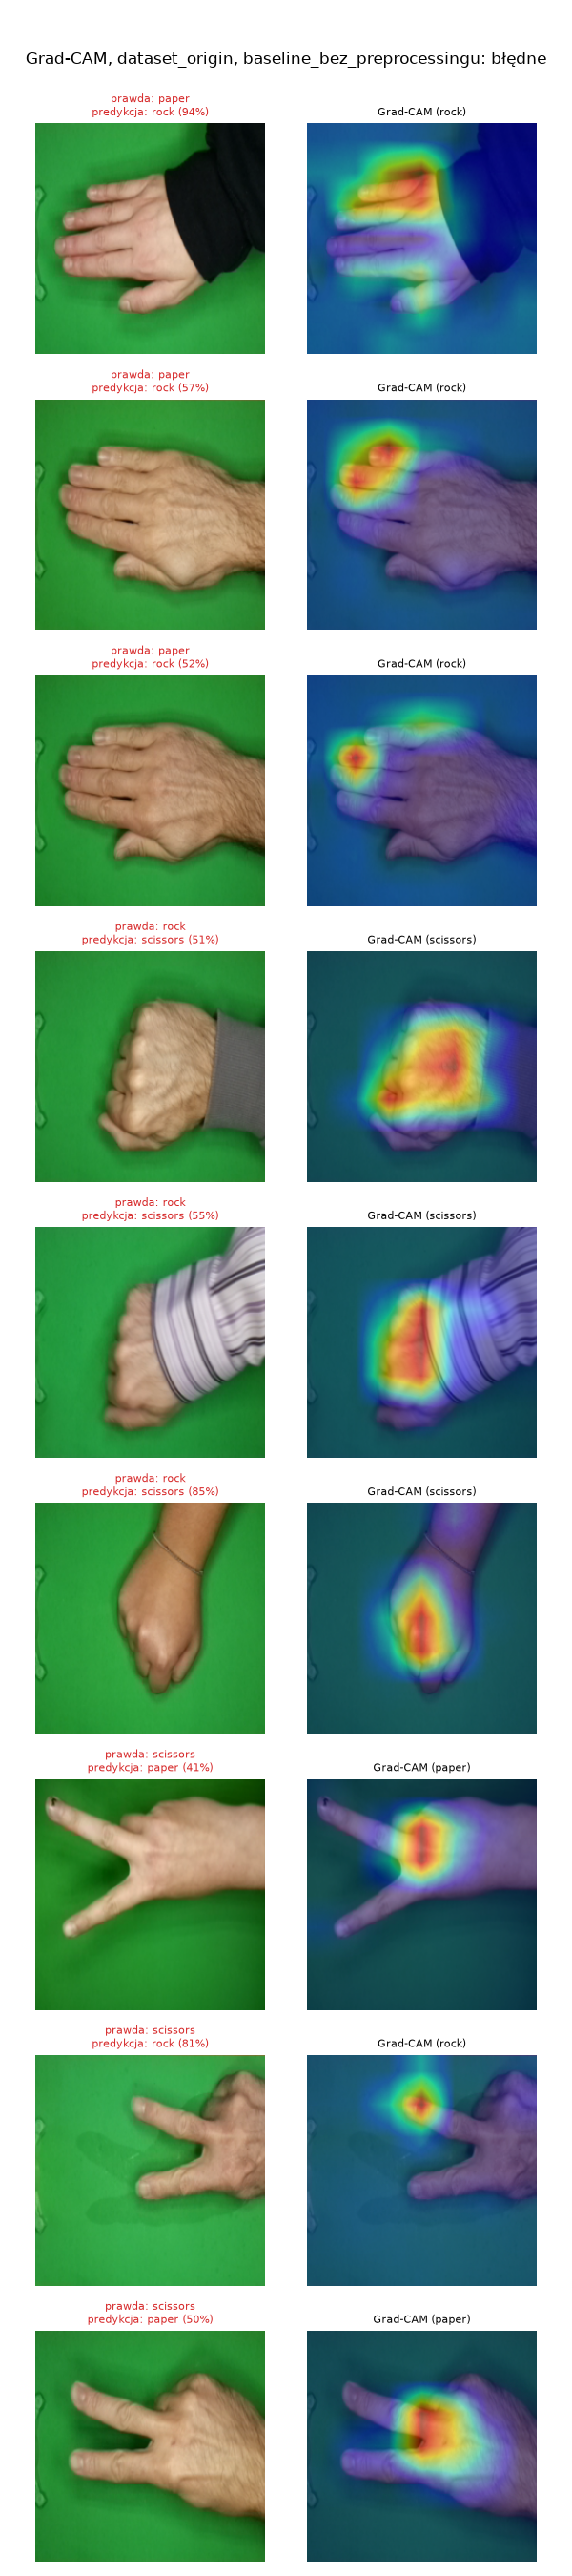 Grad-CAM, dataset_origin, baseline_bez_preprocessingu: błędne
prawda: paper
predykcja: rock (94%)
Grad-CAM (rock)
prawda: paper
predykcja: rock (57%)
Grad-CAM (rock)
prawda: paper
predykcja: rock (52%)
Grad-CAM (rock)
prawda: rock
predykcja: scissors (51%)
Grad-CAM (scissors)
prawda: rock
predykcja: scissors (55%)
Grad-CAM (scissors)
prawda: rock
predykcja: scissors (85%)
Grad-CAM (scissors)
prawda: scissors
predykcja: paper (41%)
Grad-CAM (paper)
prawda: scissors
predykcja: rock (81%)
Grad-CAM (rock)
prawda: scissors
predykcja: paper (50%)
Grad-CAM (paper)